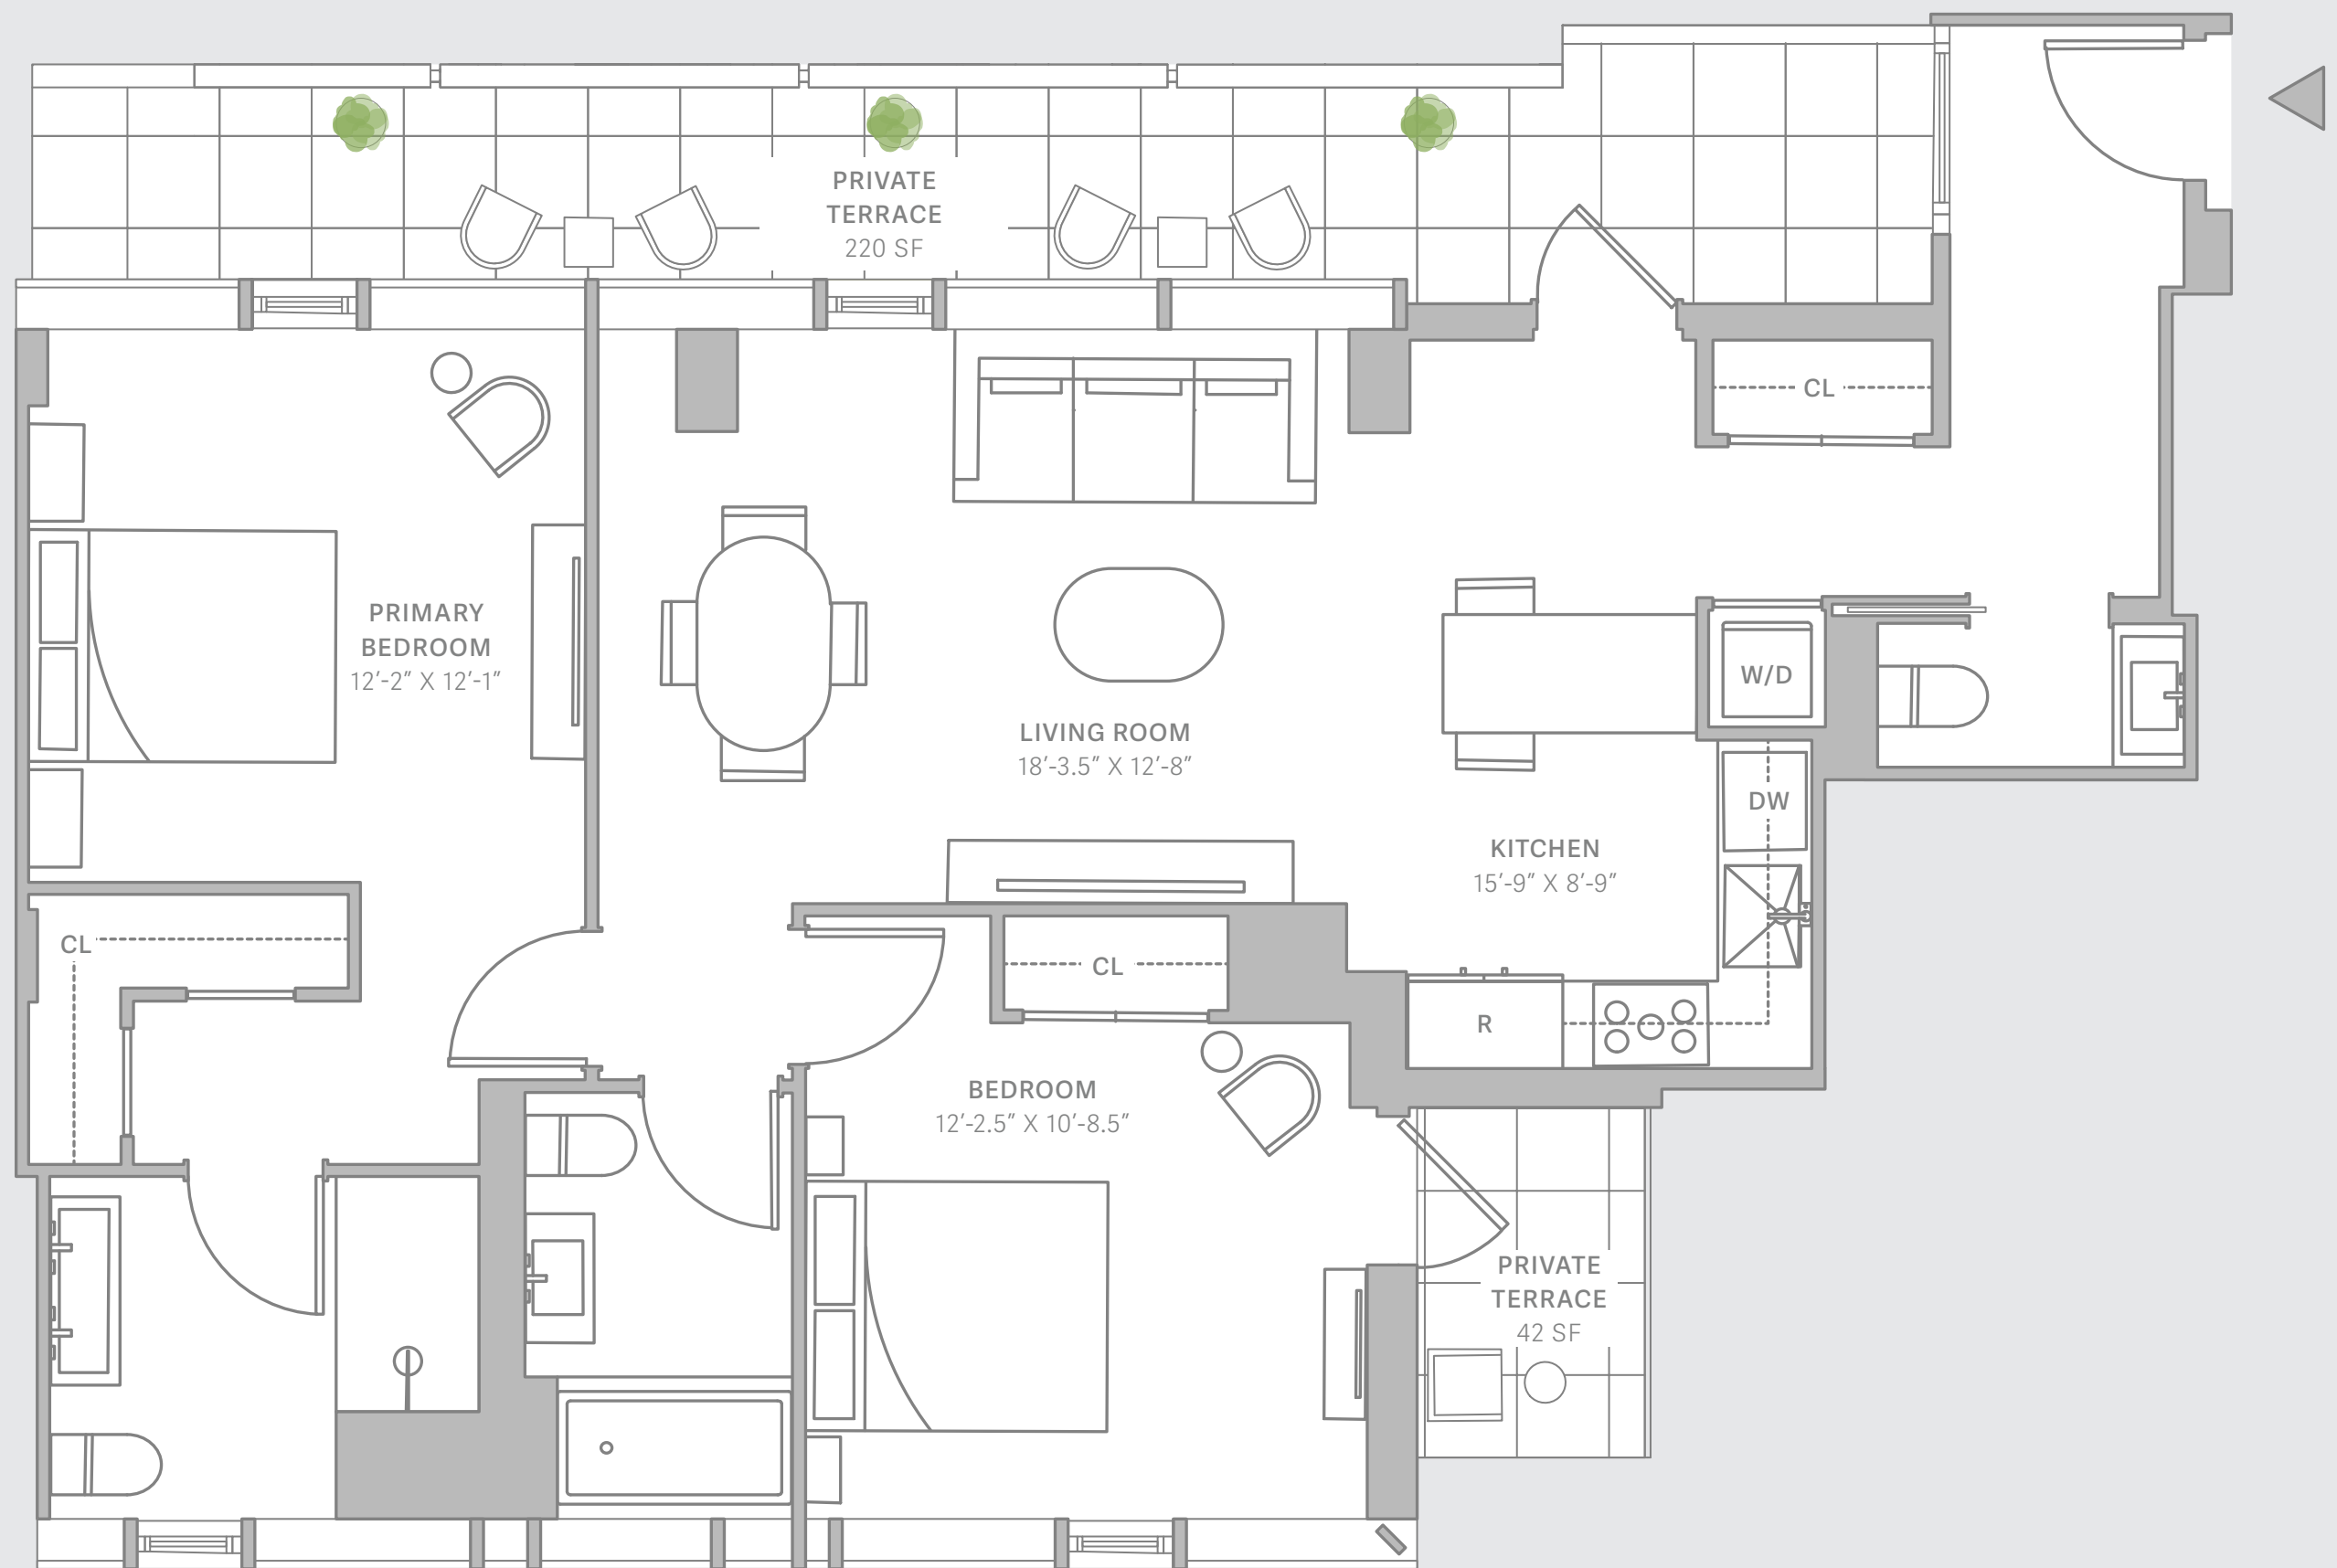 PRIVATE
TERRACE
220 SF
CL
PRIMARY
BEDROOM
12’-2” X 12’-1”
W/D
LIVING ROOM
18’-3.5” X 12’-8”
DW
KITCHEN
15’-9” X 8’-9”
CL
CL
R
BEDROOM
12’-2.5” X 10’-8.5”
PRIVATE
TERRACE
42 SF